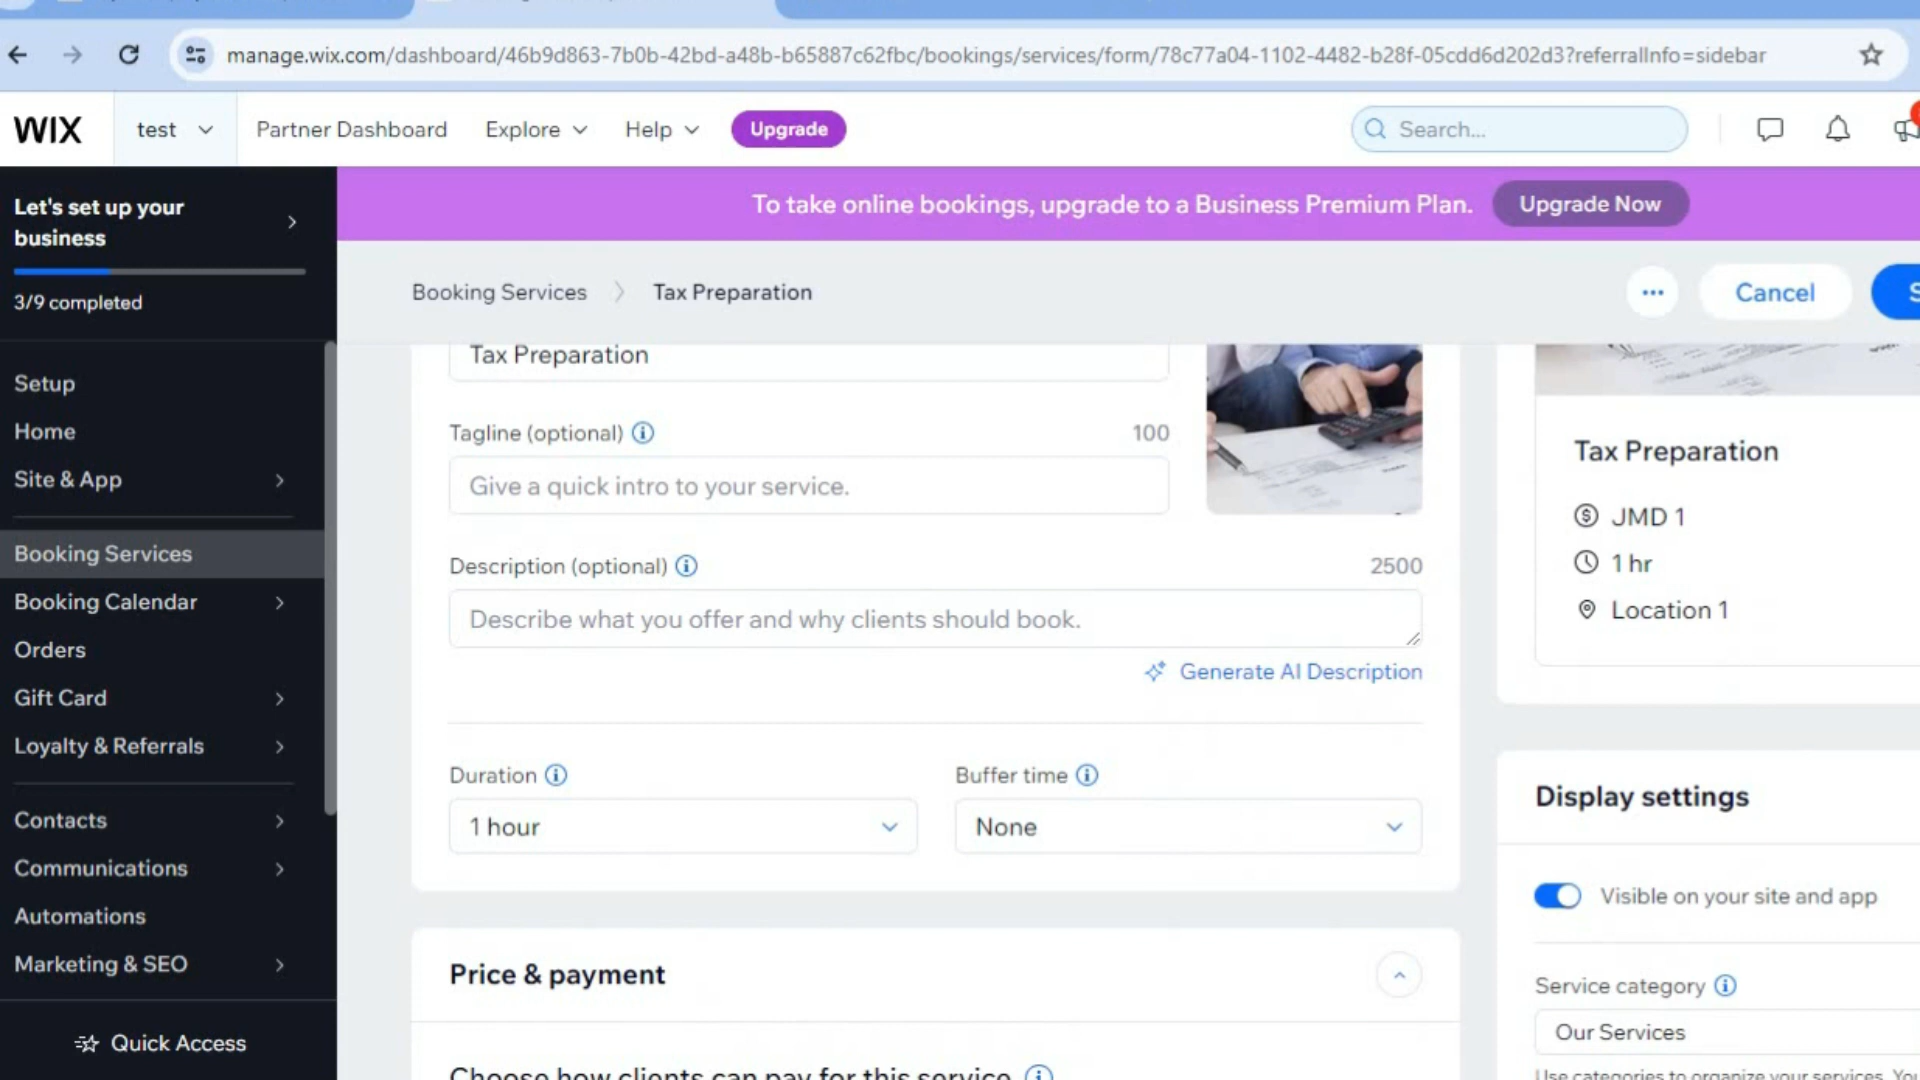 manage.wix.com/dashboard/46b9d863-7b0b-42bd-a48b-b65887c62fbc/bookings/services/form/78c77a04-1102-4482-b28f-05cdd6d202d3?referralInfo=sidebar
WIX
test
Partner Dashboard
Explore
Help
Upgrade
Search...
Let's set up your
business
3/9 completed
Setup
Home
Site & App
Booking Services
Booking Calendar
Orders
Gift Card
Loyalty & Referrals
Contacts
Communications
Automations
Marketing & SEO
Quick Access
To take online bookings, upgrade to a Business Premium Plan.
Upgrade Now
Booking Services
Tax Preparation
Cancel
Tax Preparation
Tagline (optional)
100
Give a quick intro to your service.
Description (optional)
2500
Describe what you offer and why clients should book.
Generate AI Description
Duration
Buffer time
1 hour
None
Price & payment
Choose how clients can pay for this service
Tax Preparation
JMD 1
1 hr
Location 1
Display settings
Visible on your site and app
Service category
Our Services
Use categories to organize your services.